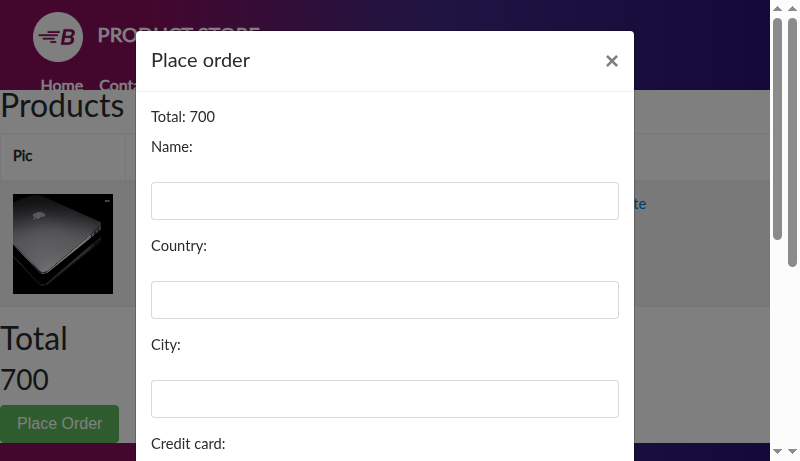 B
PRODUCT STORE
Home Conta
Place order ×
Products
Total: 700
Name:
Pic
te
Country:
Total
City:
700
Place Order
Credit card: